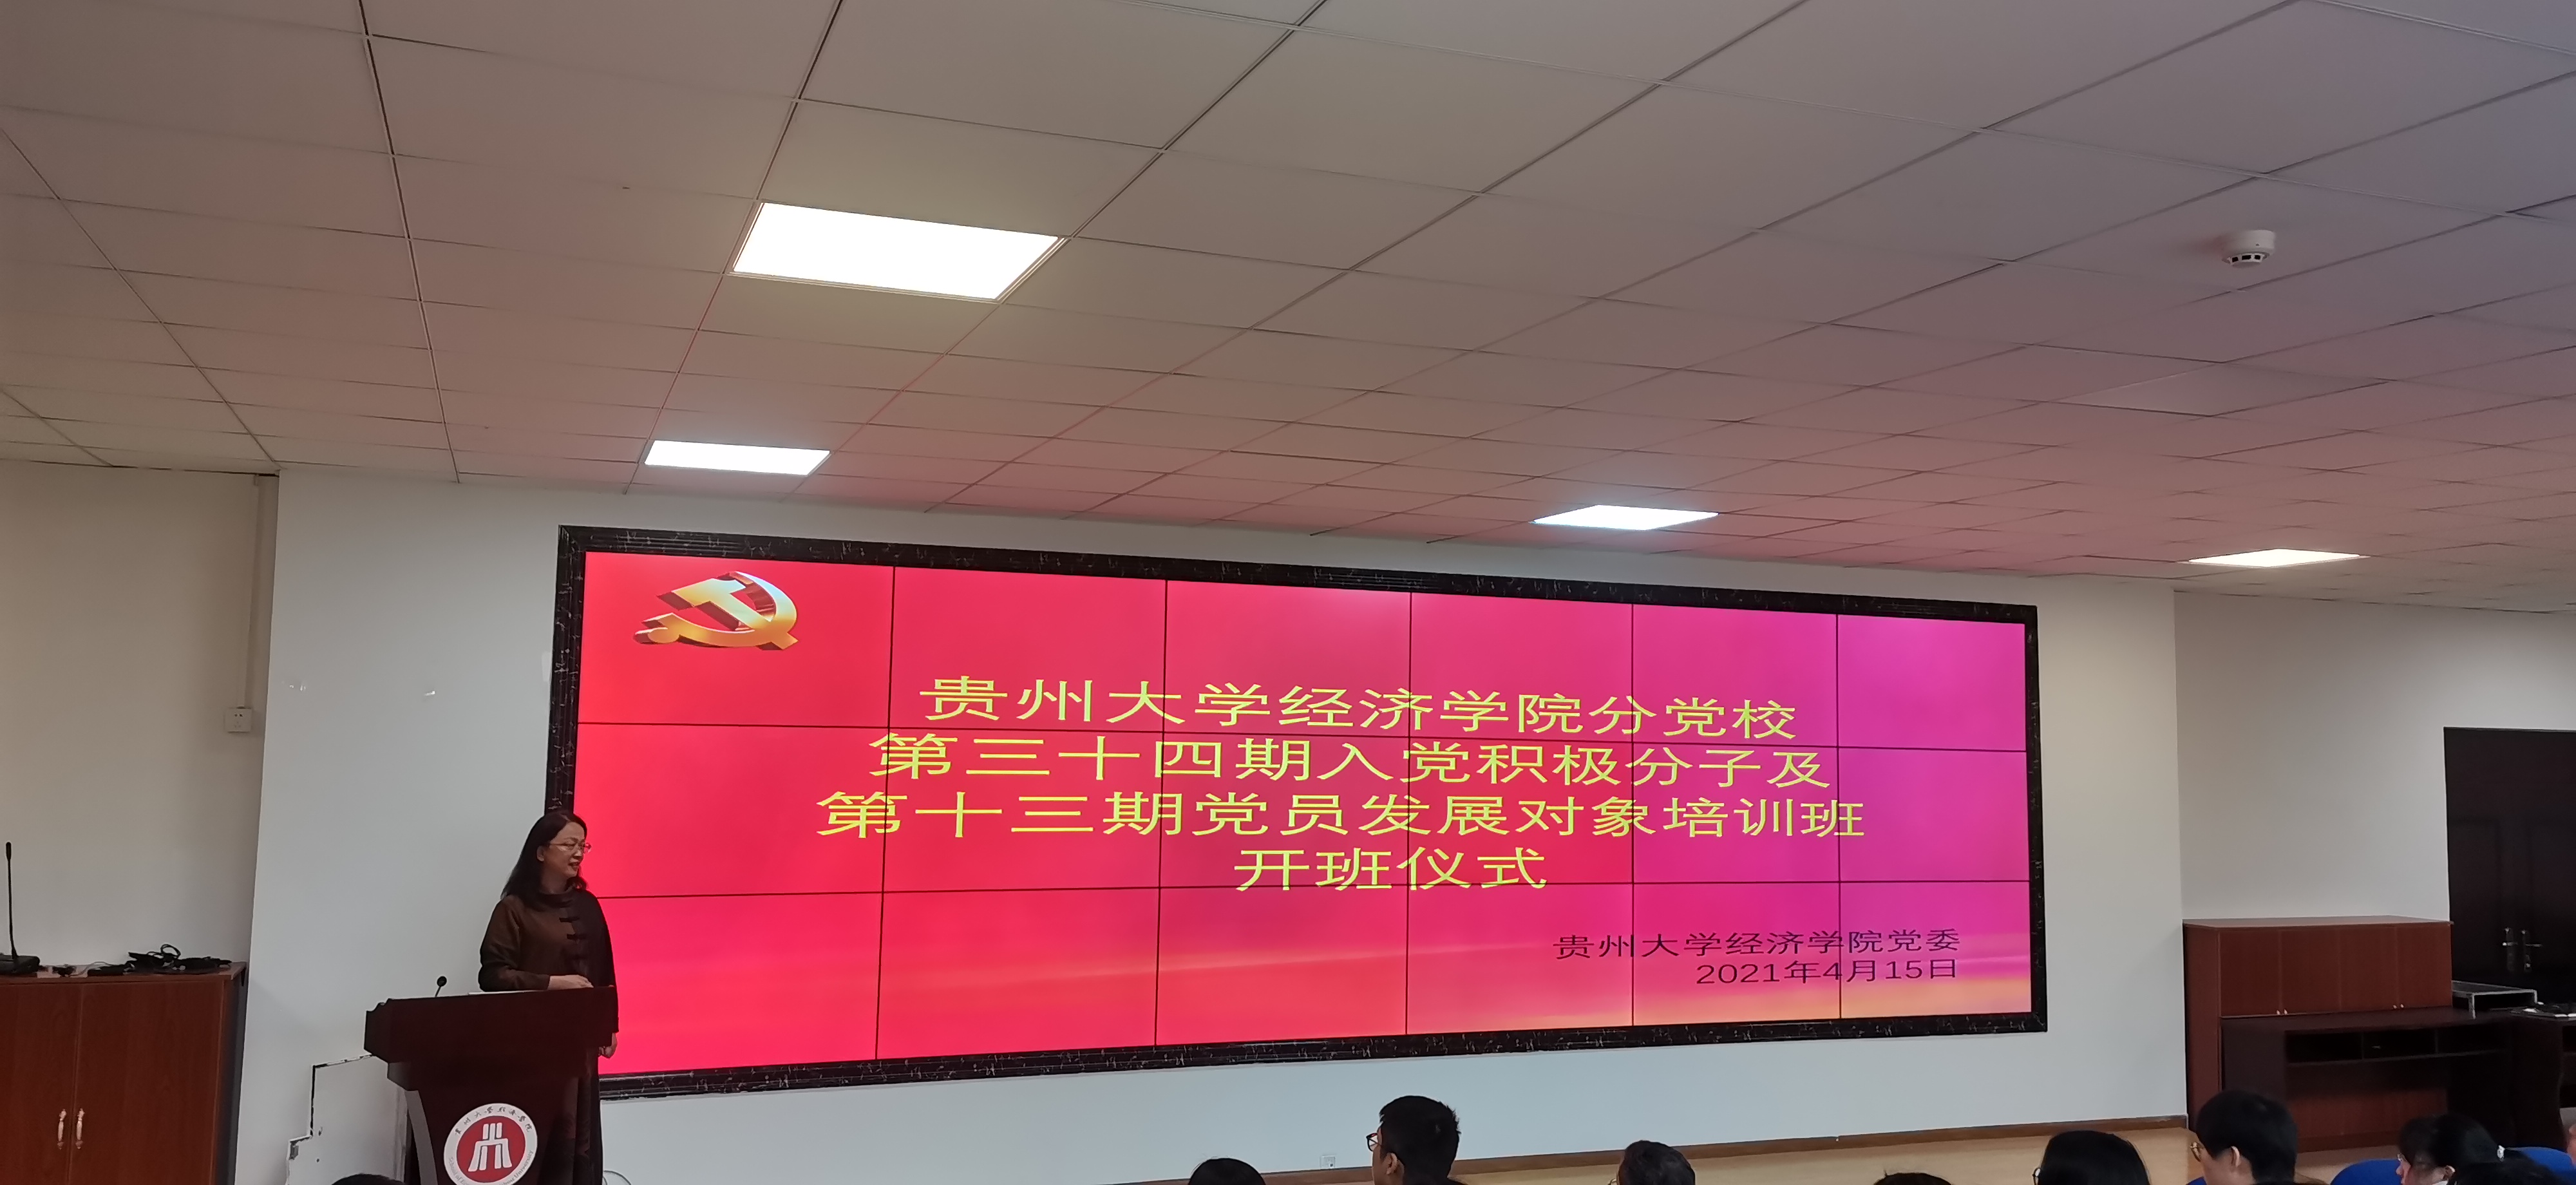 贵州大学经济学院分党校
第三十四期入党积极分子及
第十三期党员发展对象培训班
开班仪式
贵州大学经济学院党委
2021年4月15日